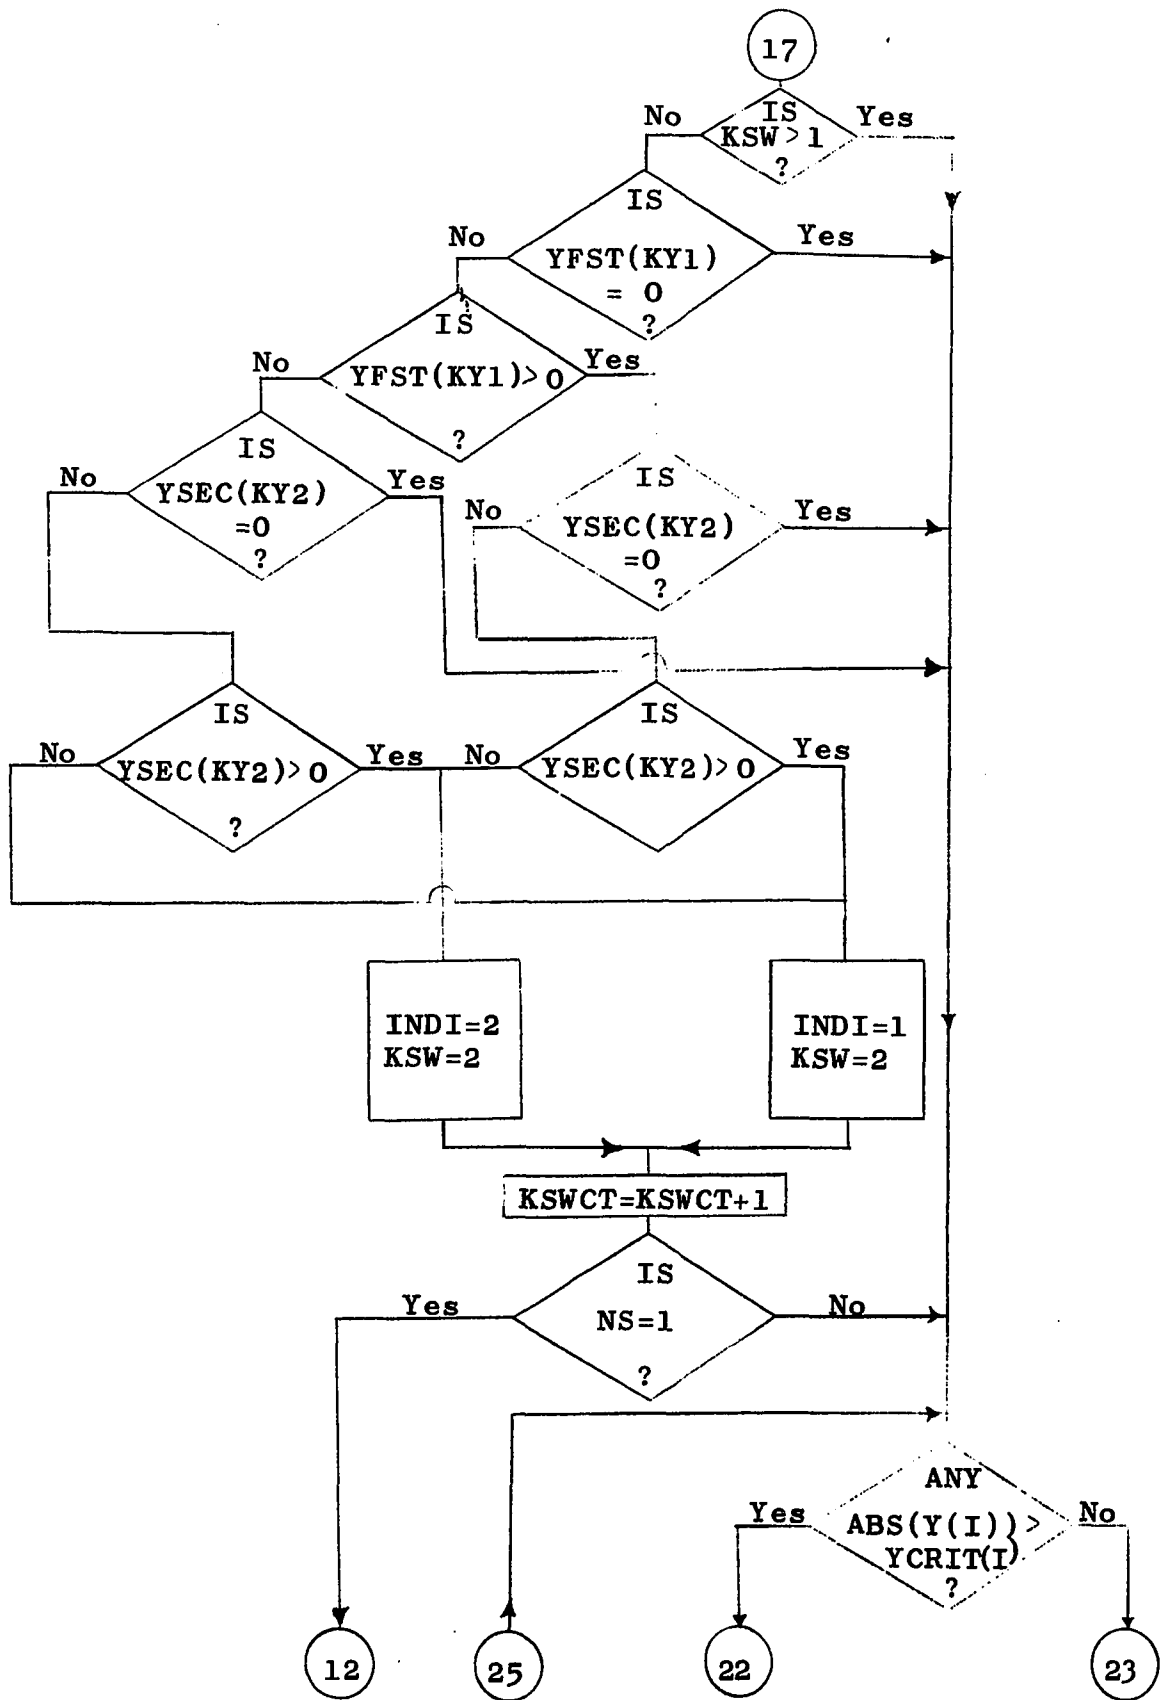 17
IS
KSW>1
?
No
Yes
IS
YFST(KY1)
= 0
?
No
Yes
IS
YFST(KY1)>0
?
No
Yes
IS
YSEC(KY2)
=0
?
No
Yes
IS
YSEC(KY2)
=0
?
No
Yes
IS
YSEC(KY2)>0
?
No
Yes
IS
YSEC(KY2)>0
No
Yes
INDI=2
KSW=2
INDI=1
KSW=2
KSWCT=KSWCT+1
IS
NS=1
?
Yes
No
ANY
ABS(Y(I))>
YCRIT(I)
?
Yes
No
12
25
22
23